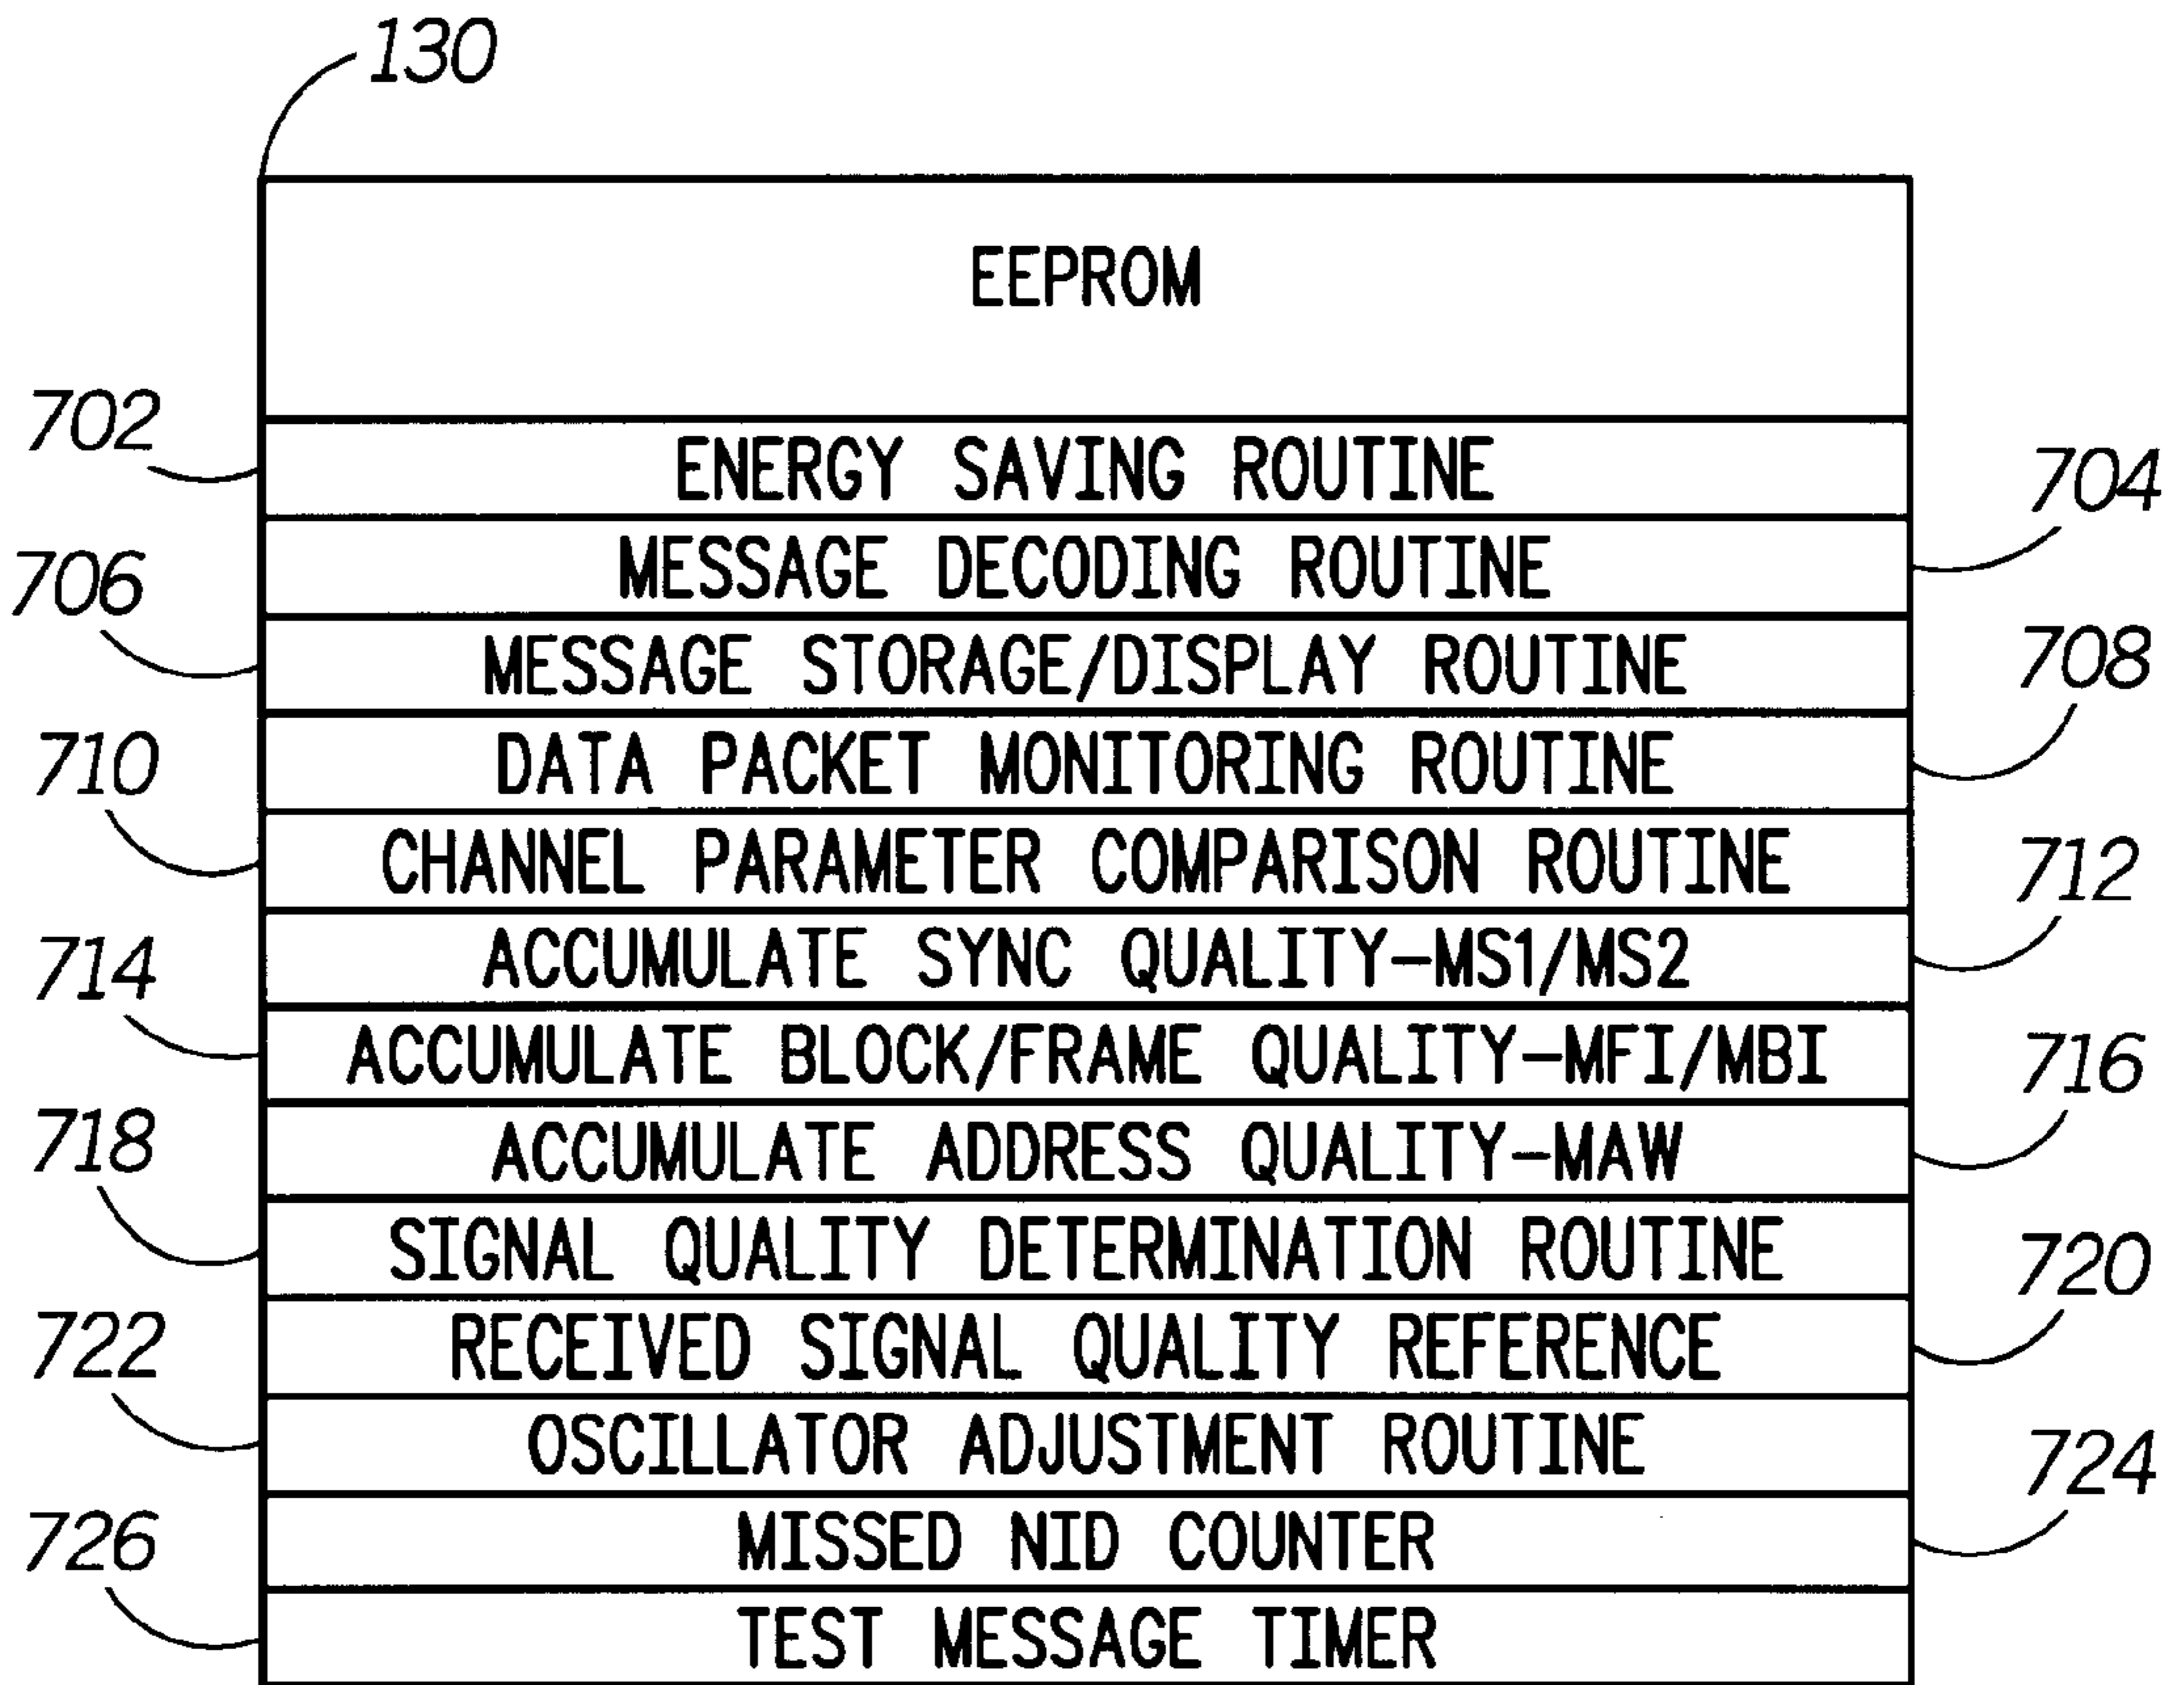 130
EEPROM
702
ENERGY SAVING ROUTINE
704
MESSAGE DECODING ROUTINE
706
MESSAGE STORAGE/DISPLAY ROUTINE
708
DATA PACKET MONITORING ROUTINE
710
CHANNEL PARAMETER COMPARISON ROUTINE
712
ACCUMULATE SYNC QUALITY-MS1/MS2
714
ACCUMULATE BLOCK/FRAME QUALITY-MFI/MBI
716
ACCUMULATE ADDRESS QUALITY-MAW
718
SIGNAL QUALITY DETERMINATION ROUTINE
720
RECEIVED SIGNAL QUALITY REFERENCE
722
OSCILLATOR ADJUSTMENT ROUTINE
724
MISSED NID COUNTER
726
TEST MESSAGE TIMER